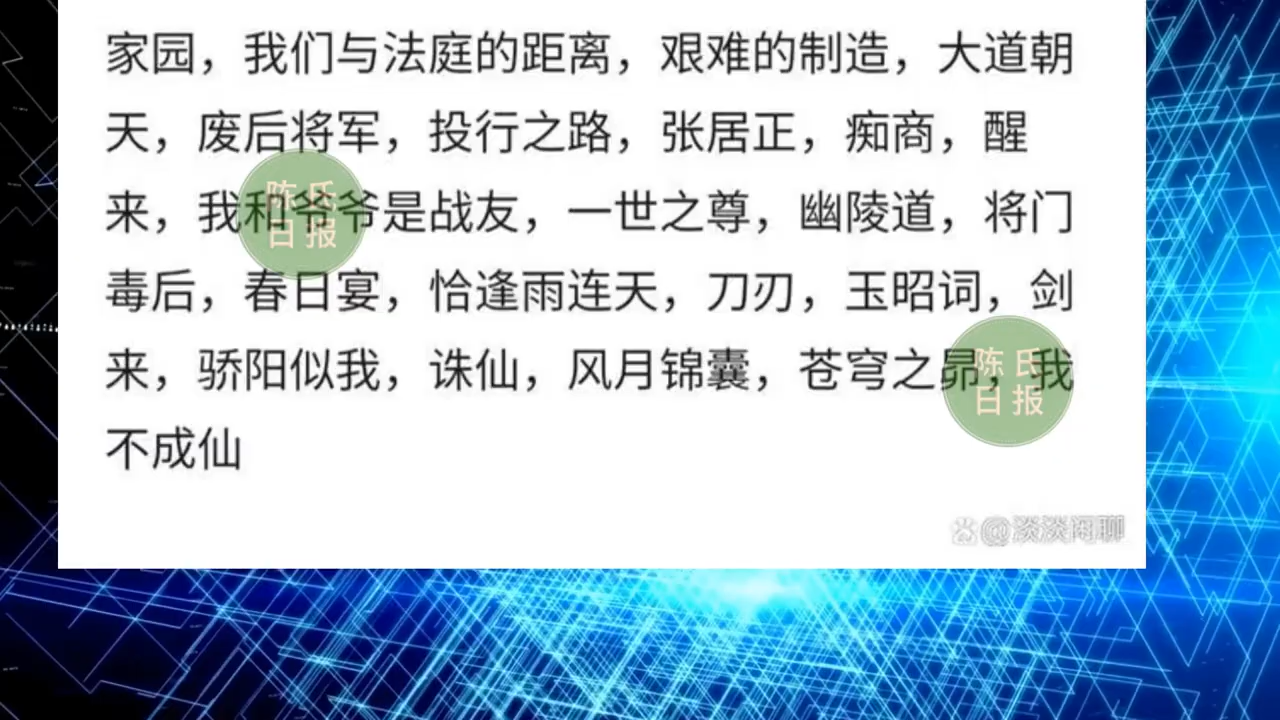 家园，我们与法庭的距离，艰难的制造，大道朝
天，废后将军，投行之路，张居正，痴商，醒
来，我和爷爷是战友，一世之尊，幽陵道，将门
毒后，春日宴，恰逢雨连天，刀刃，玉昭词，剑
来，骄阳似我，诛仙，风月锦囊，苍穹之昴，我
不成仙
陈氏
日报
陈氏
日报
@淡淡闲聊